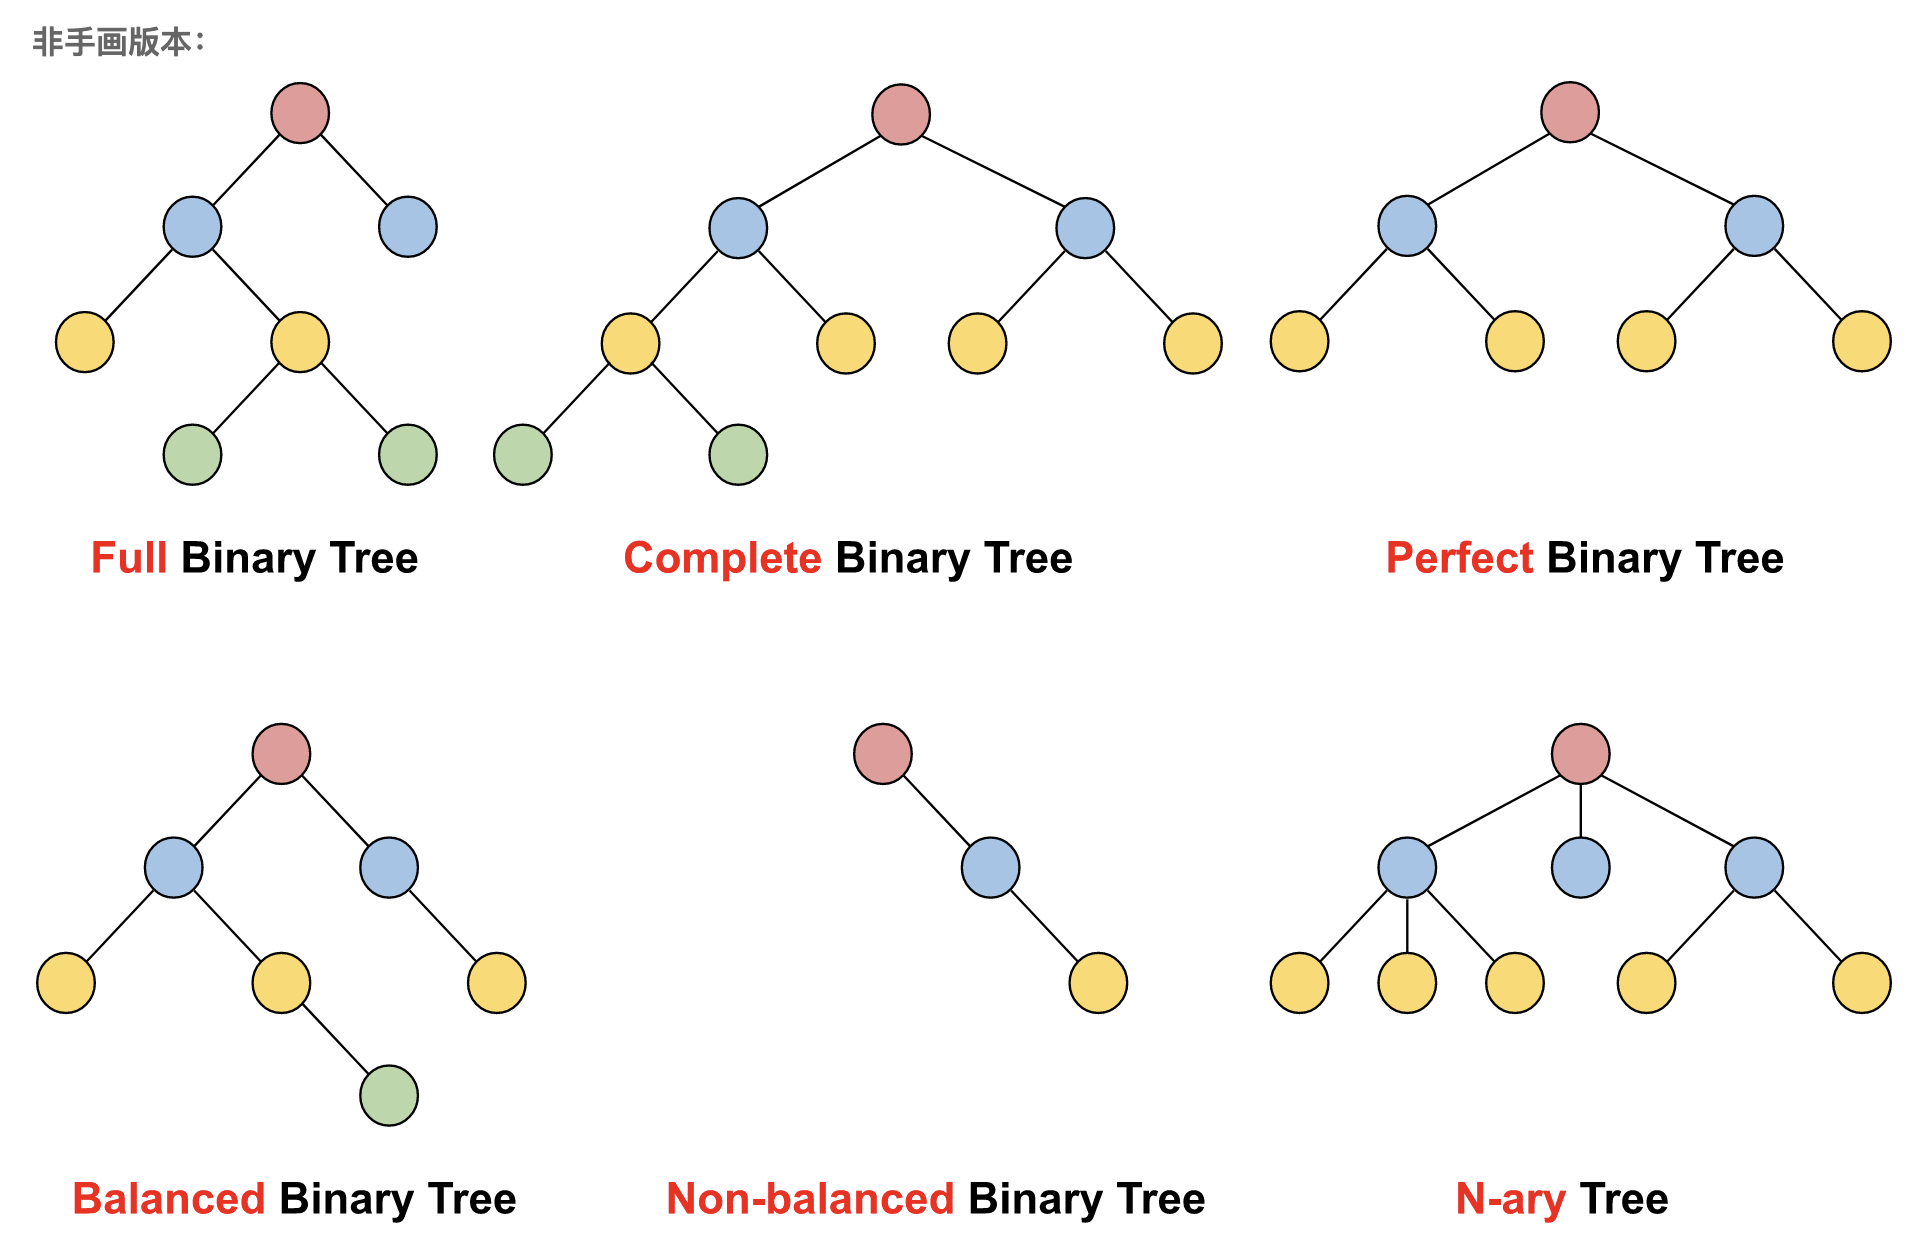 非手画版本：
Full Binary Tree
Complete Binary Tree
Perfect Binary Tree
Balanced Binary Tree
Non-balanced Binary Tree
N-ary Tree